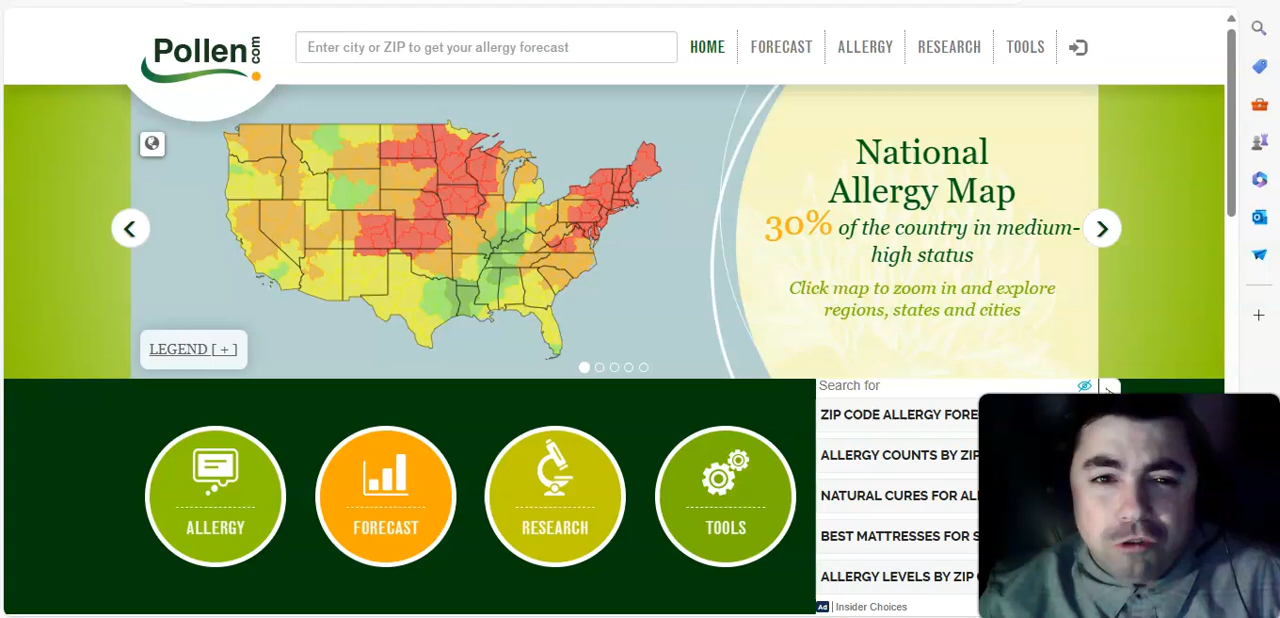 Pollen.com
Enter city or ZIP to get your allergy forecast
HOME
FORECAST
ALLERGY
RESEARCH
TOOLS
National
Allergy Map
30% of the country in medium-
high status
Click map to zoom in and explore
regions, states and cities
LEGEND [ + ]
ALLERGY
FORECAST
RESEARCH
TOOLS
Search for
ZIP CODE ALLERGY FORE
ALLERGY COUNTS BY ZIP
NATURAL CURES FOR AL
BEST MATTRESSES FOR S
ALLERGY LEVELS BY ZIP
Ad | Insider Choices